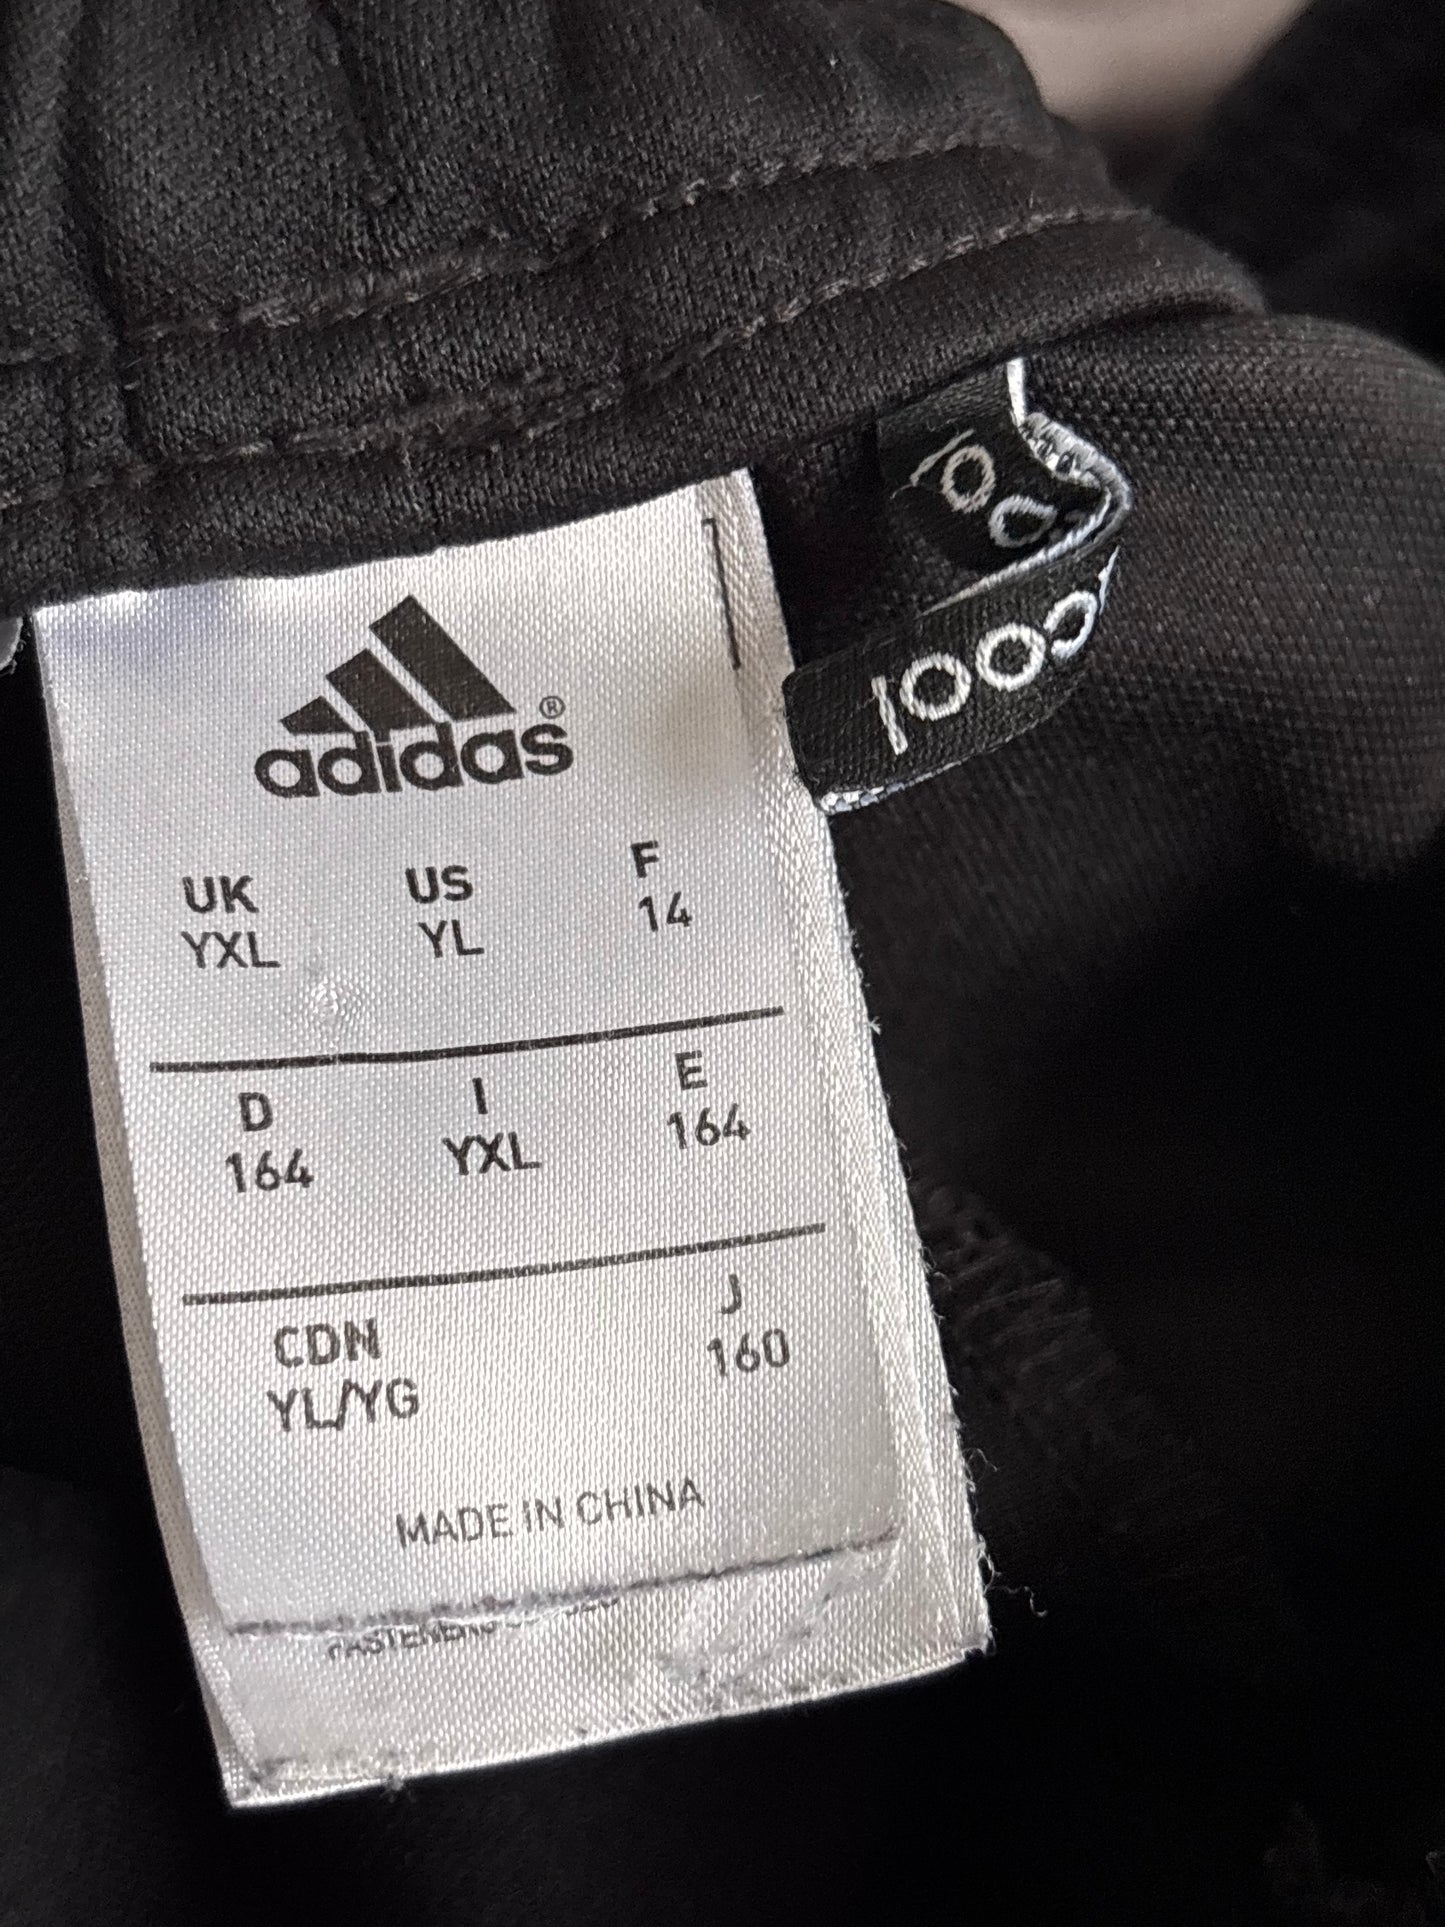 adidas®
UK US F
YXL YL 14
D I E
164 YXL 164
CDN J
YL/YG 160
MADE IN CHINA